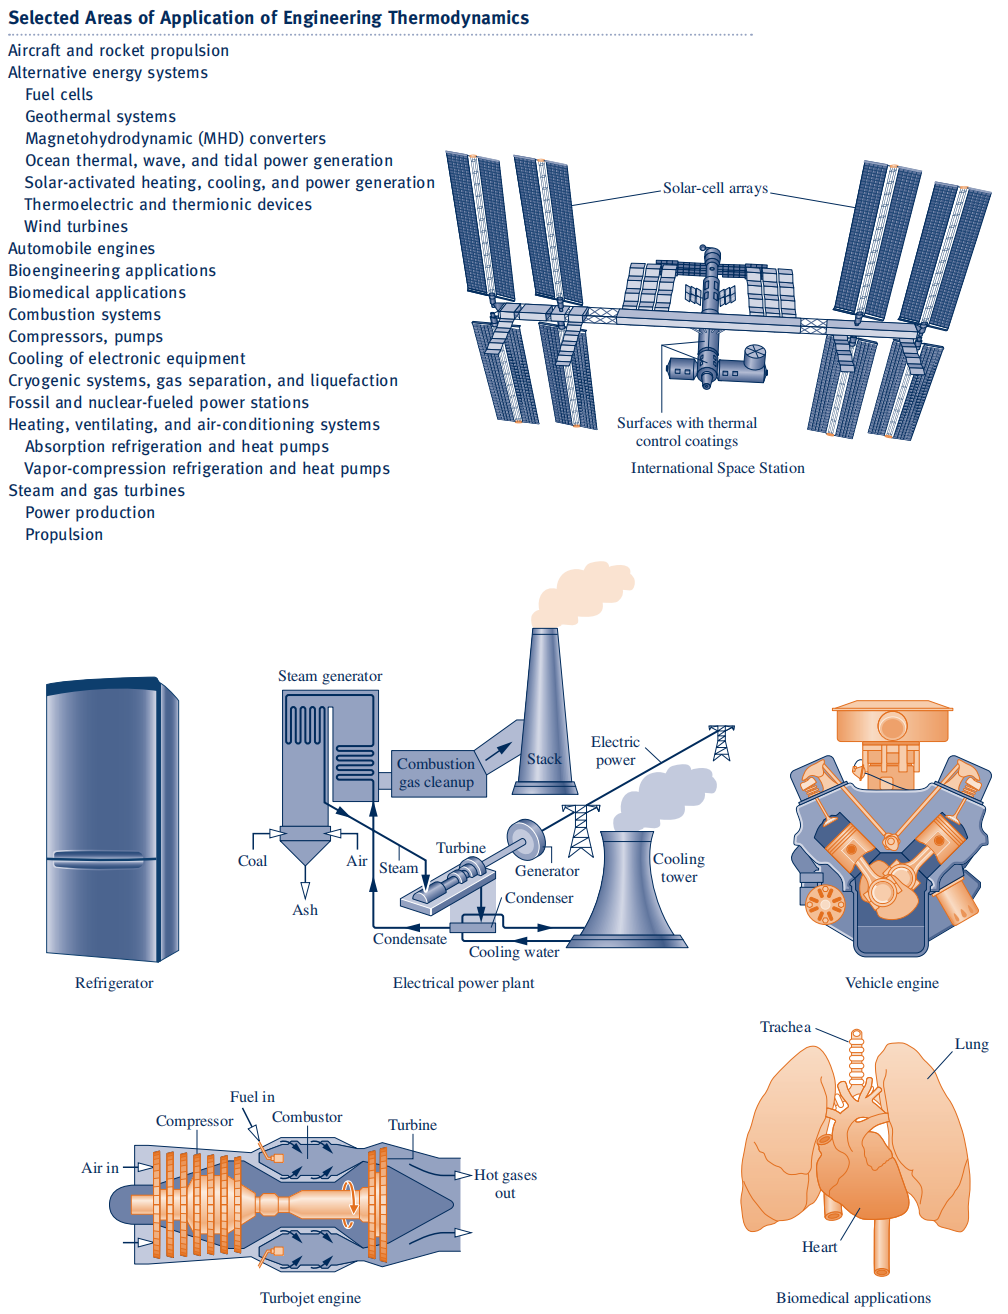 Selected Areas of Application of Engineering Thermodynamics
Aircraft and rocket propulsion
Alternative energy systems
Fuel cells
Geothermal systems
Magnetohydrodynamic (MHD) converters
Ocean thermal, wave, and tidal power generation
Solar-activated heating, cooling, and power generation
Thermoelectric and thermionic devices
Wind turbines
Automobile engines
Bioengineering applications
Biomedical applications
Combustion systems
Compressors, pumps
Cooling of electronic equipment
Cryogenic systems, gas separation, and liquefaction
Fossil and nuclear-fueled power stations
Heating, ventilating, and air-conditioning systems
Absorption refrigeration and heat pumps
Vapor-compression refrigeration and heat pumps
Steam and gas turbines
Power production
Propulsion
Solar-cell arrays
Surfaces with thermal
control coatings
International Space Station
Refrigerator
Steam generator
Combustion
gas cleanup
Stack
Electric
power
Coal
Air
Ash
Steam
Turbine
Generator
Cooling
tower
Condenser
Condensate
Cooling water
Electrical power plant
Vehicle engine
Fuel in
Compressor
Combustor
Turbine
Air in
Hot gases
out
Turbojet engine
Trachea
Lung
Heart
Biomedical applications